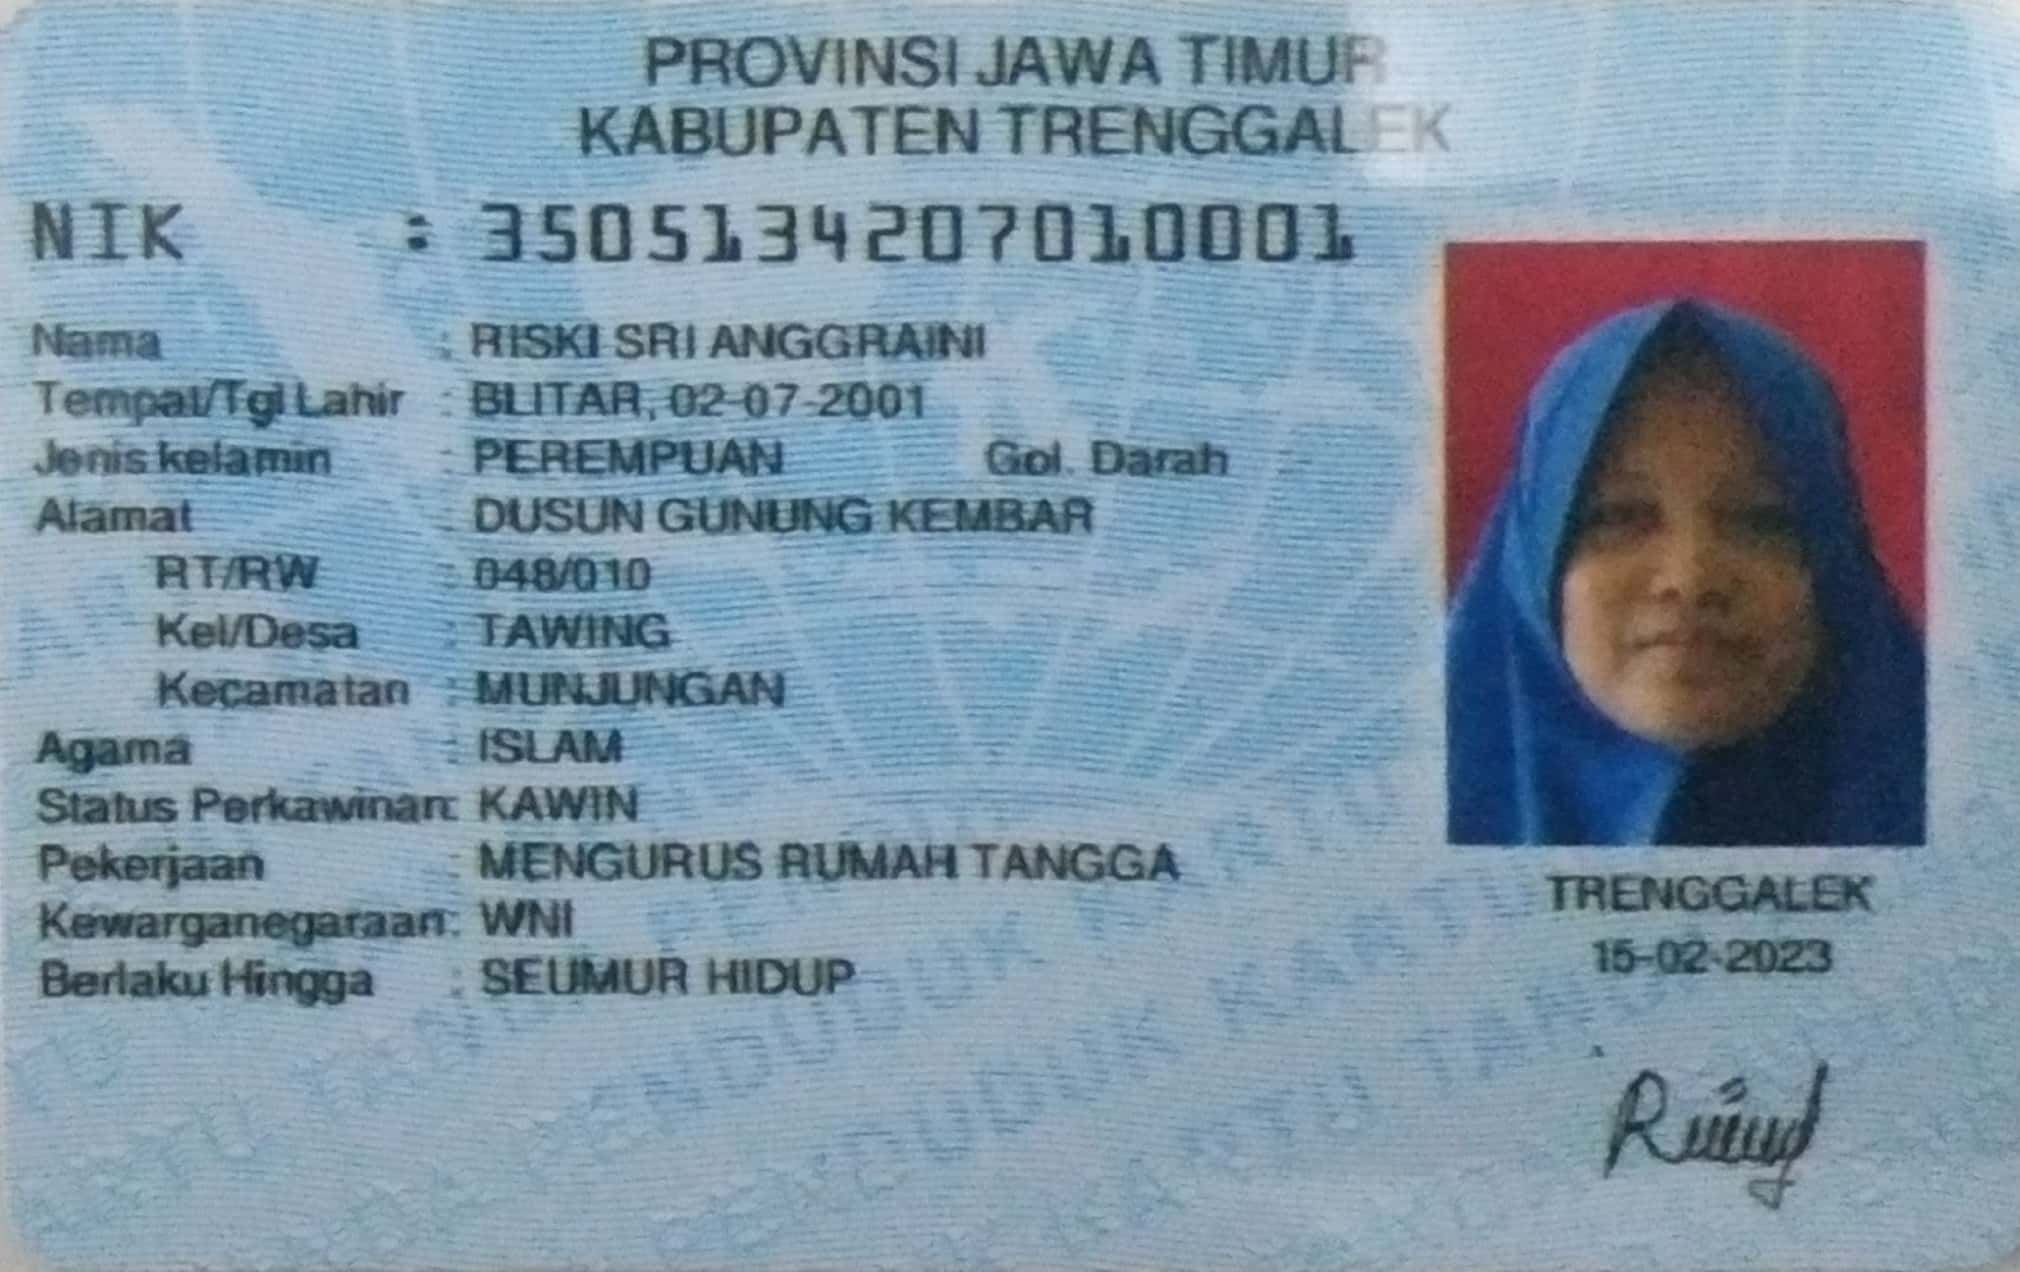 PROVINSI JAWA TIMUR
KABUPATEN TRENGGALEK
NIK : 3505134207010001
Nama : RISKI SRI ANGGRAINI
Tempat/Tgl Lahir : BLITAR, 02-07-2001
Jenis kelamin : PEREMPUAN Gol. Darah : -
Alamat : DUSUN GUNUNG KEMBAR
RT/RW : 048/010
Kel/Desa : TAWING
Kecamatan : MUNJUNGAN
Agama : ISLAM
Status Perkawinan: KAWIN
Pekerjaan : MENGURUS RUMAH TANGGA
Kewarganegaraan: WNI
Berlaku Hingga : SEUMUR HIDUP
TRENGGALEK
15-02-2023